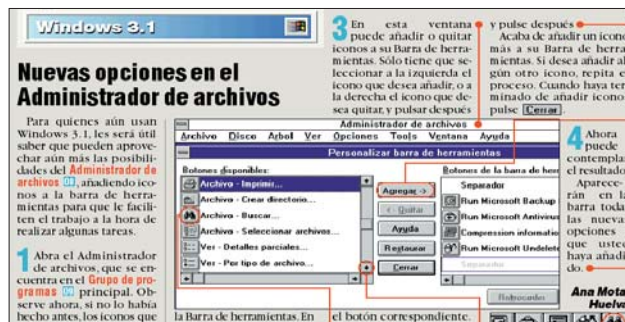 Windows 3.1
Nuevas opciones en el
Administrador de archivos
Para quienes aún usan
Windows 3.1, les será útil
saber que pueden aprove-
char aún más las posibili-
dades del Administrador de
archivos, añadiendo ico-
nos a la barra de herra-
mientas para que le facili-
ten el trabajo a la hora de
realizar algunas tareas.
1 Abra el Administrador
de archivos, que se en-
cuentra en el Grupo de pro-
gramas principal. Ob-
serve ahora, si no lo había
hecho antes, los iconos que
la Barra de herramientas. En
el botón correspondiente.
3 En esta ventana
puede añadir o quitar
iconos a su Barra de herra-
mientas. Sólo tiene que se-
leccionar a la izquierda el
icono que desea añadir, o a
la derecha el icono que de-
sea quitar, y pulsar después
y pulse después
Acaba de añadir un icono
más a su Barra de herra
mientas. Si desea añadir al
gún otro icono, repita e
proceso. Cuando haya ter
minado de añadir icono
pulse Cerrar.
Administrador de archivos
Archivo Disco Arbol Ver Opciones Tools Ventana Ayuda
Personalizar barra de herramientas
Botones disponibles:
Archivo - Imprimir...
Archivo - Crear directorio...
Archivo - Buscar...
Archivo - Seleccionar archivos...
Ver - Detalles parciales...
Ver - Por tipo de archivo...
Agregar ->
<- Quitar
Ayuda
Restaurar
Cerrar
Botones de la barra de herr
Separador
Run Microsoft Backup
Run Microsoft Antivirus
Compression informatio
Run Microsoft Undelete
Separador
4 Ahora
puede
contempla
el resultado
Aparece-
rán en la
barra toda
las nueva
opciones
que uste
haya añadi
do.
Ana Mota
Huelva